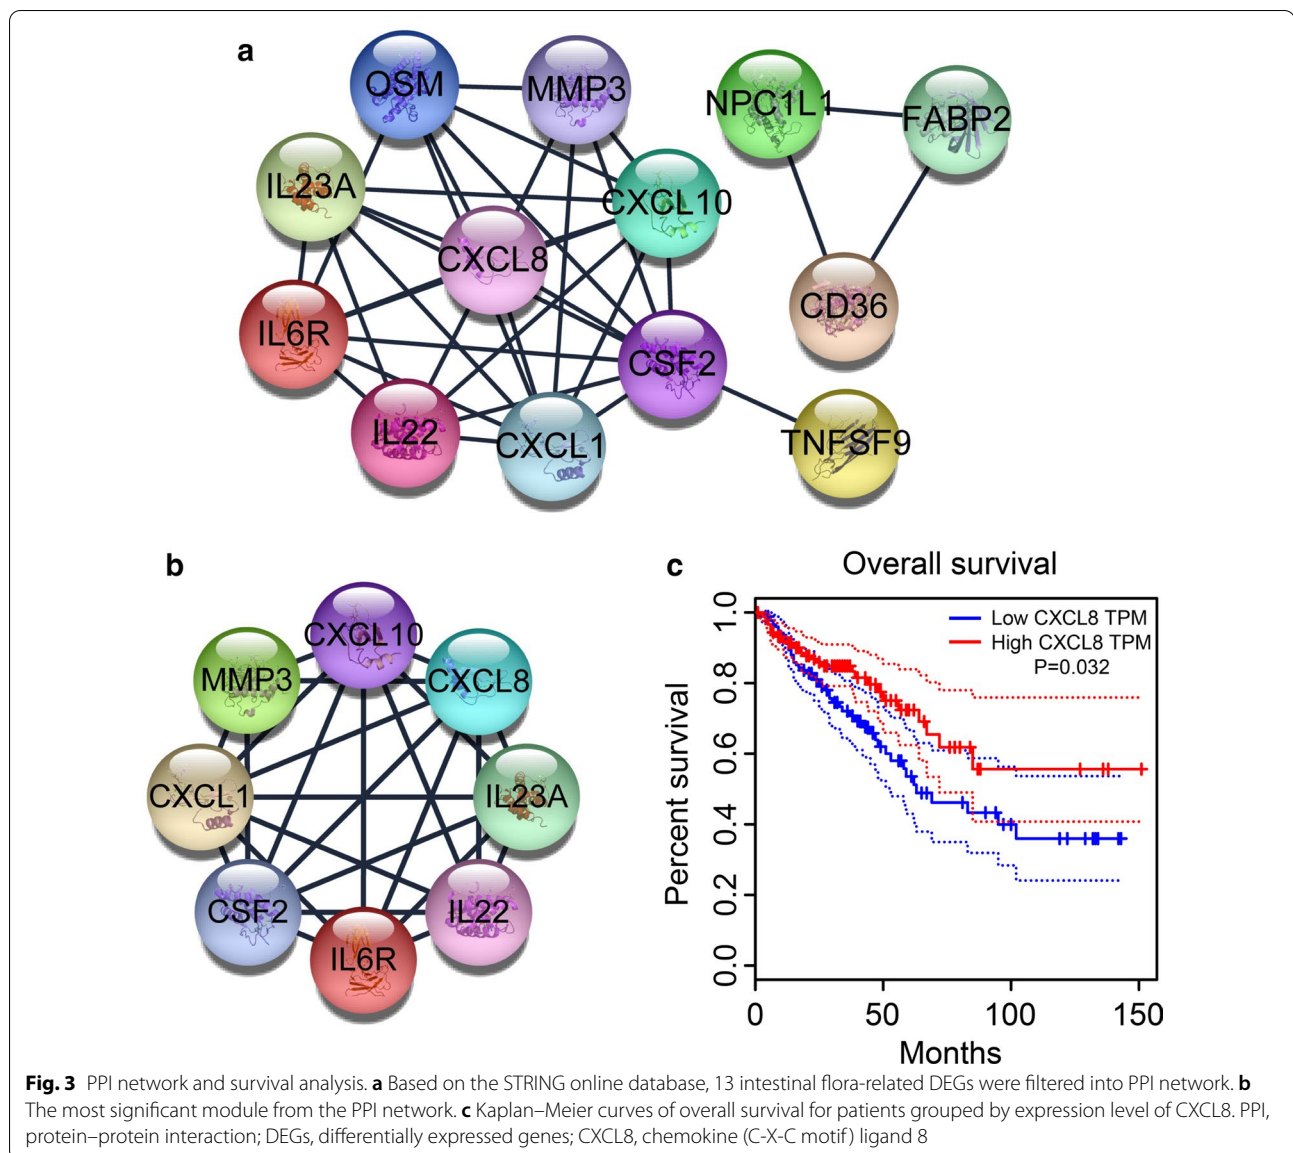 a
OSM
MMP3
NPC1L1
FABP2
IL23A
CXCL10
CXCL8
CD36
IL6R
CSF2
IL22
CXCL1
TNFSF9
b
CXCL10
MMP3
CXCL8
CXCL1
IL23A
CSF2
IL22
IL6R
c
Overall survival
Low CXCL8 TPM
High CXCL8 TPM
P=0.032
Percent survival
1.0
0.8
0.6
0.4
0.2
0.0
0 50 100 150
Months
Fig. 3 PPI network and survival analysis. a Based on the STRING online database, 13 intestinal flora-related DEGs were filtered into PPI network. b
The most significant module from the PPI network. c Kaplan–Meier curves of overall survival for patients grouped by expression level of CXCL8. PPI,
protein–protein interaction; DEGs, differentially expressed genes; CXCL8, chemokine (C-X-C motif) ligand 8